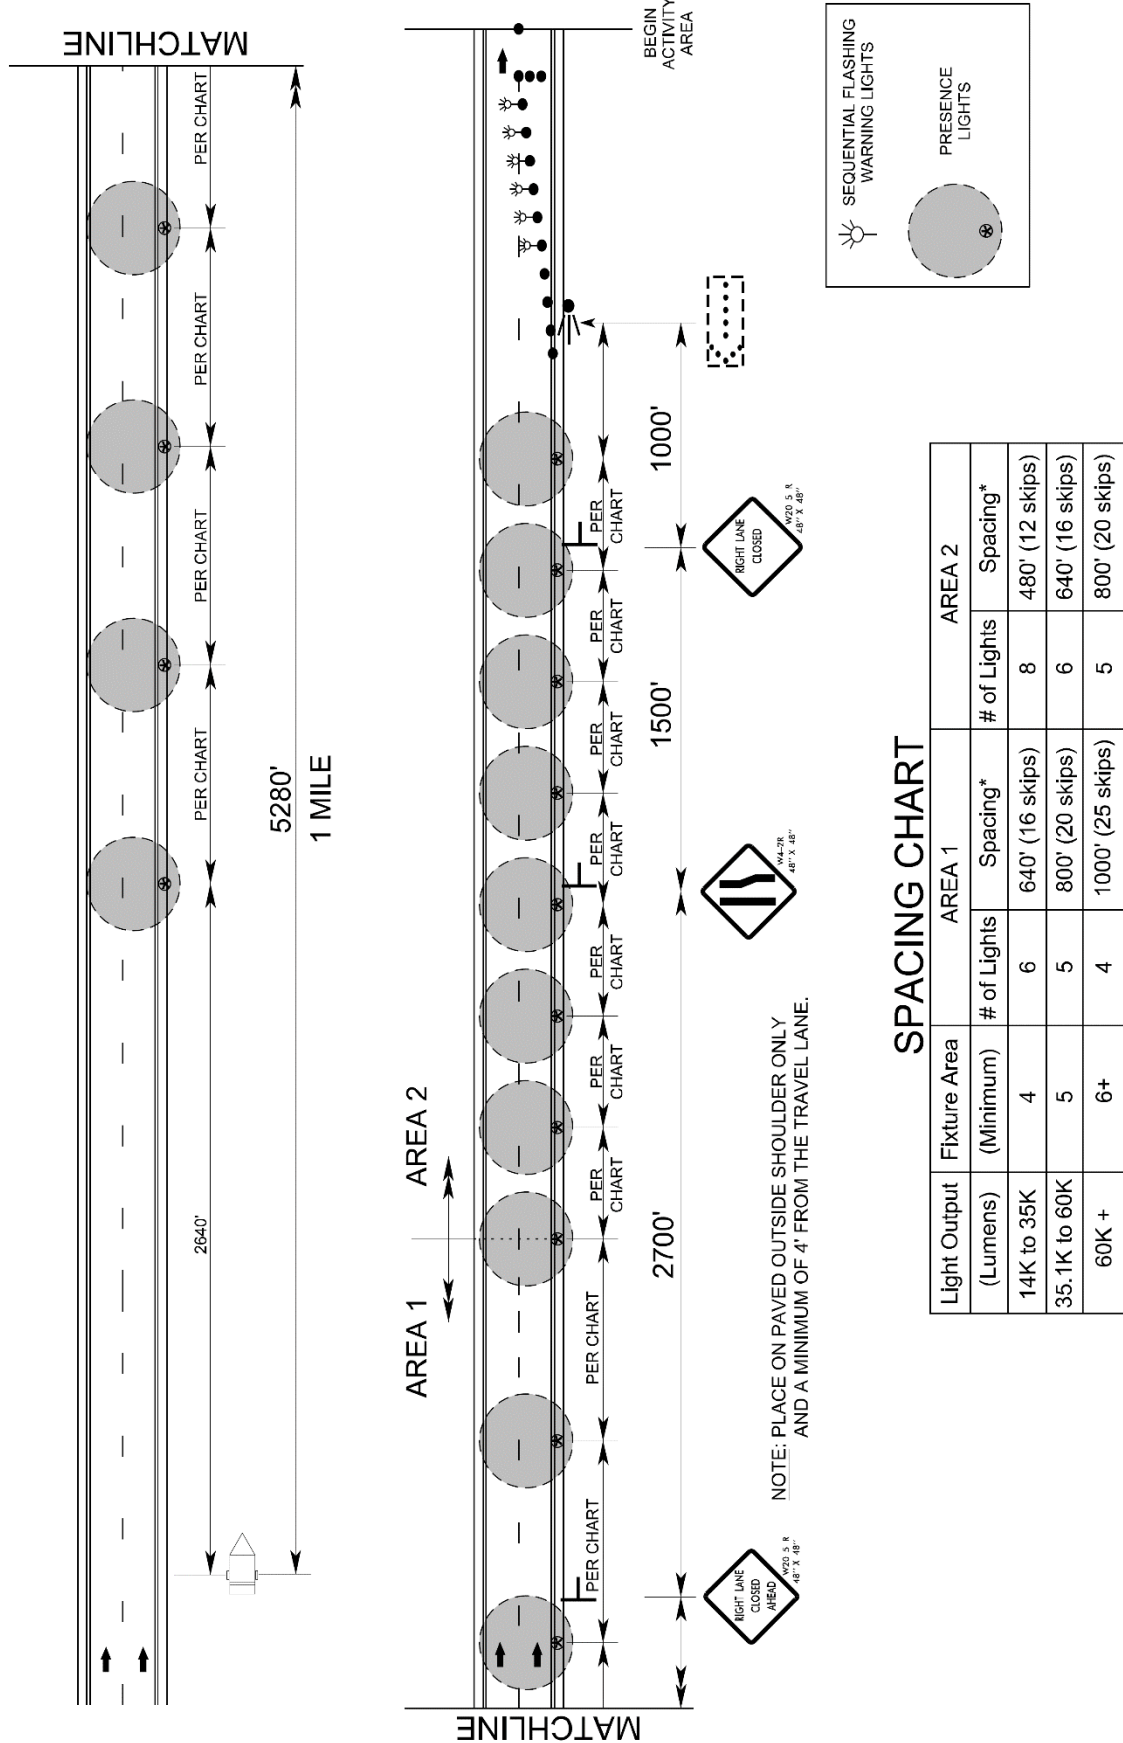 MATCHLINE
PER CHART
PER CHART
PER CHART
PER CHART
2640'
5280'
1 MILE
MATCHLINE
AREA 1
AREA 2
PER CHART
PER CHART
PER
CHART
PER
CHART
PER
CHART
PER
CHART
PER
CHART
PER
CHART
PER
CHART
2700'
1500'
1000'
BEGIN
ACTIVITY
AREA
RIGHT LANE
CLOSED
AHEAD
W20 5 R
48" X 48"
W4-2R
48" X 48"
RIGHT LANE
CLOSED
W20 5 R
48" X 48"
NOTE: PLACE ON PAVED OUTSIDE SHOULDER ONLY
AND A MINIMUM OF 4' FROM THE TRAVEL LANE.
SEQUENTIAL FLASHING
WARNING LIGHTS
PRESENCE
LIGHTS
SPACING CHART
Light Output Fixture Area AREA 1 AREA 2
(Lumens) (Minimum) # of Lights Spacing* # of Lights Spacing*
14K to 35K 4 6 640' (16 skips) 8 480' (12 skips)
35.1K to 60K 5 5 800' (20 skips) 6 640' (16 skips)
60K + 6+ 4 1000' (25 skips) 5 800' (20 skips)